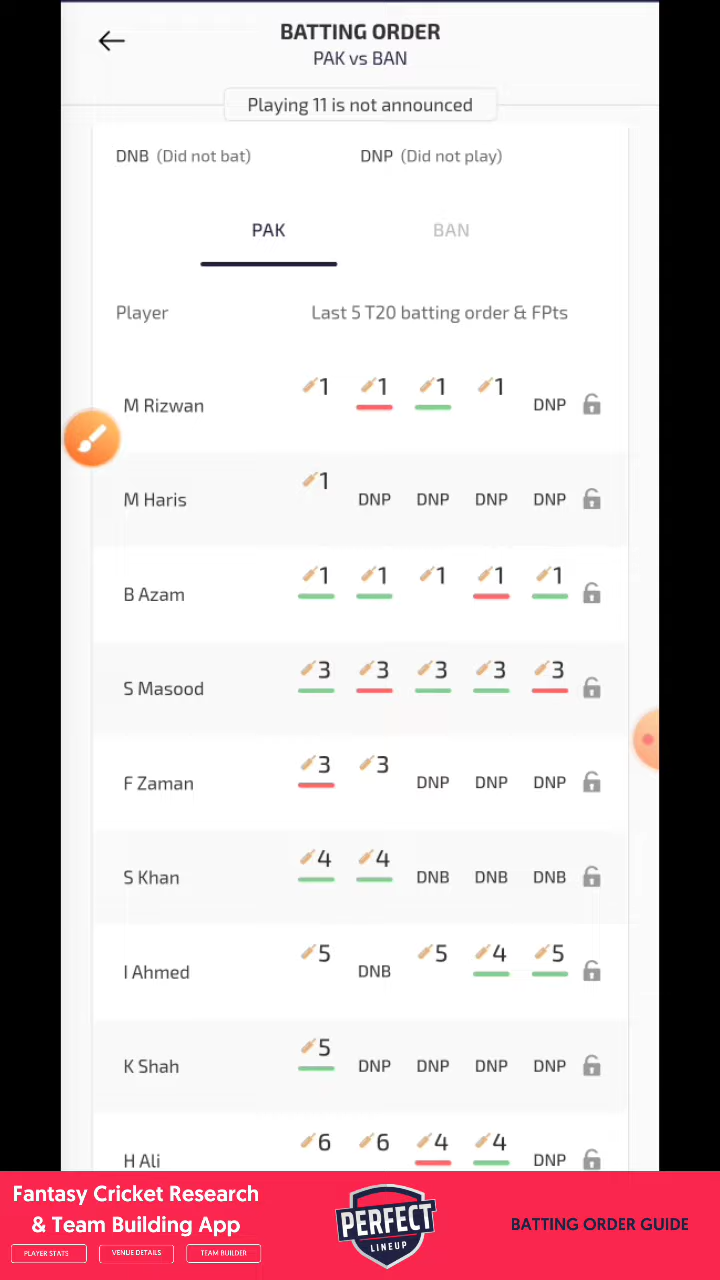 BATTING ORDER
PAK vs BAN
Playing 11 is not announced
DNB (Did not bat) DNP (Did not play)
PAK BAN
Player Last 5 T20 batting order & FPts
M Rizwan 1 1 1 1 DNP
M Haris 1 DNP DNP DNP DNP
B Azam 1 1 1 1 1
S Masood 3 3 3 3 3
F Zaman 3 3 DNP DNP DNP
S Khan 4 4 DNB DNB DNB
I Ahmed 5 DNB 5 4 5
K Shah 5 DNP DNP DNP DNP
H Ali 6 6 4 4 DNP
Fantasy Cricket Research
& Team Building App
PLAYER STATS VENUE DETAILS TEAM BUILDER
PERFECT
LINEUP
BATTING ORDER GUIDE